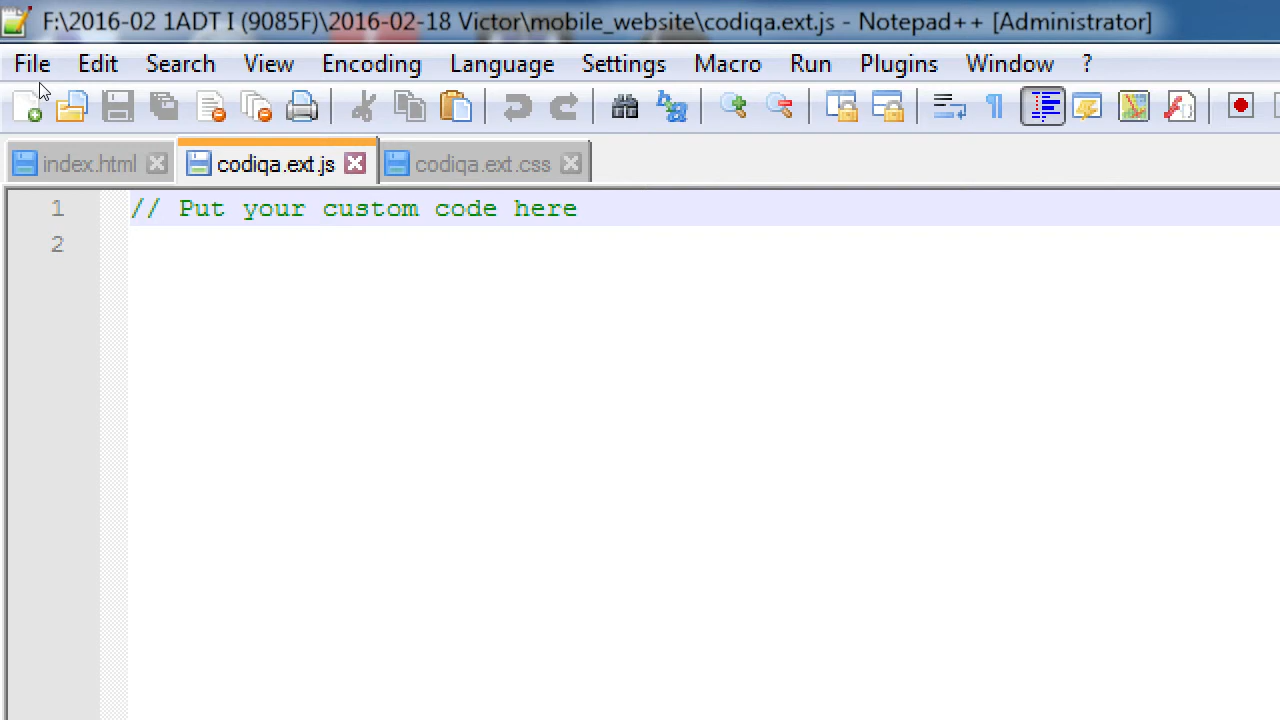 F:\2016-02 1ADT I (9085F)\2016-02-18 Victor\mobile_website\codiqa.ext.js - Notepad++ [Administrator]
File Edit Search View Encoding Language Settings Macro Run Plugins Window ?
index.html codiqa.ext.js codiqa.ext.css
1 // Put your custom code here
2